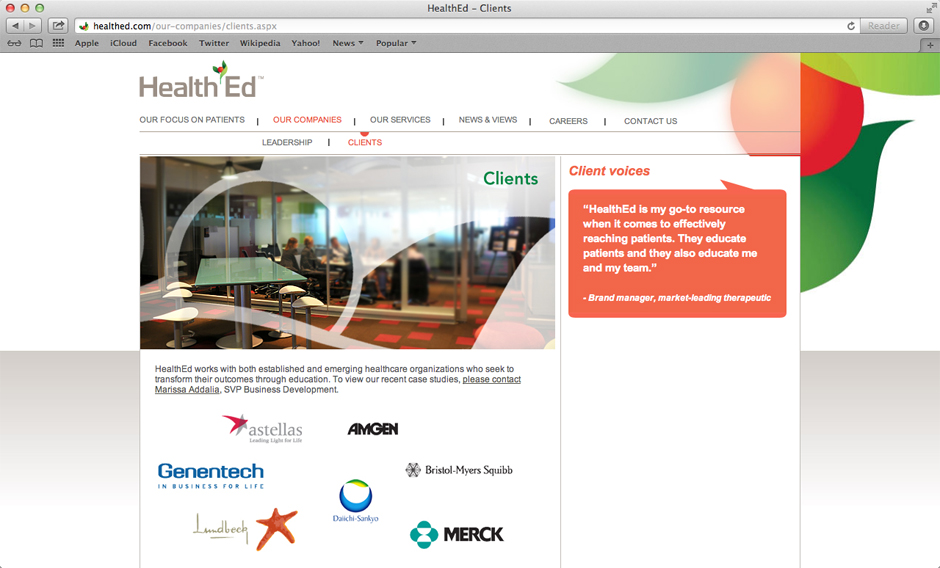 HealthEd – Clients
healthed.com/our-companies/clients.aspx
Reader
Apple iCloud Facebook Twitter Wikipedia Yahoo! News Popular
HealthEd™
OUR FOCUS ON PATIENTS | OUR COMPANIES | OUR SERVICES | NEWS & VIEWS | CAREERS | CONTACT US
LEADERSHIP | CLIENTS
Clients
HealthEd works with both established and emerging healthcare organizations who seek to
transform their outcomes through education. To view our recent case studies, please contact
Marissa Addalia, SVP Business Development.
astellas
Leading Light for Life
AMGEN
Genentech
IN BUSINESS FOR LIFE
Bristol-Myers Squibb
Daiichi-Sankyo
Lundbeck
MERCK
Client voices
“HealthEd is my go-to resource
when it comes to effectively
reaching patients. They educate
patients and they also educate me
and my team.”
- Brand manager, market-leading therapeutic